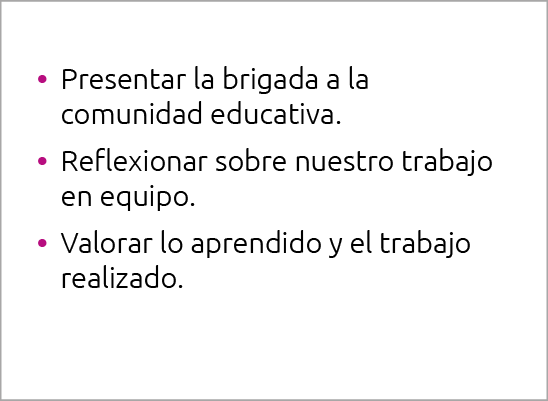 • Presentar la brigada a la
comunidad educativa.
• Reflexionar sobre nuestro trabajo
en equipo.
• Valorar lo aprendido y el trabajo
realizado.